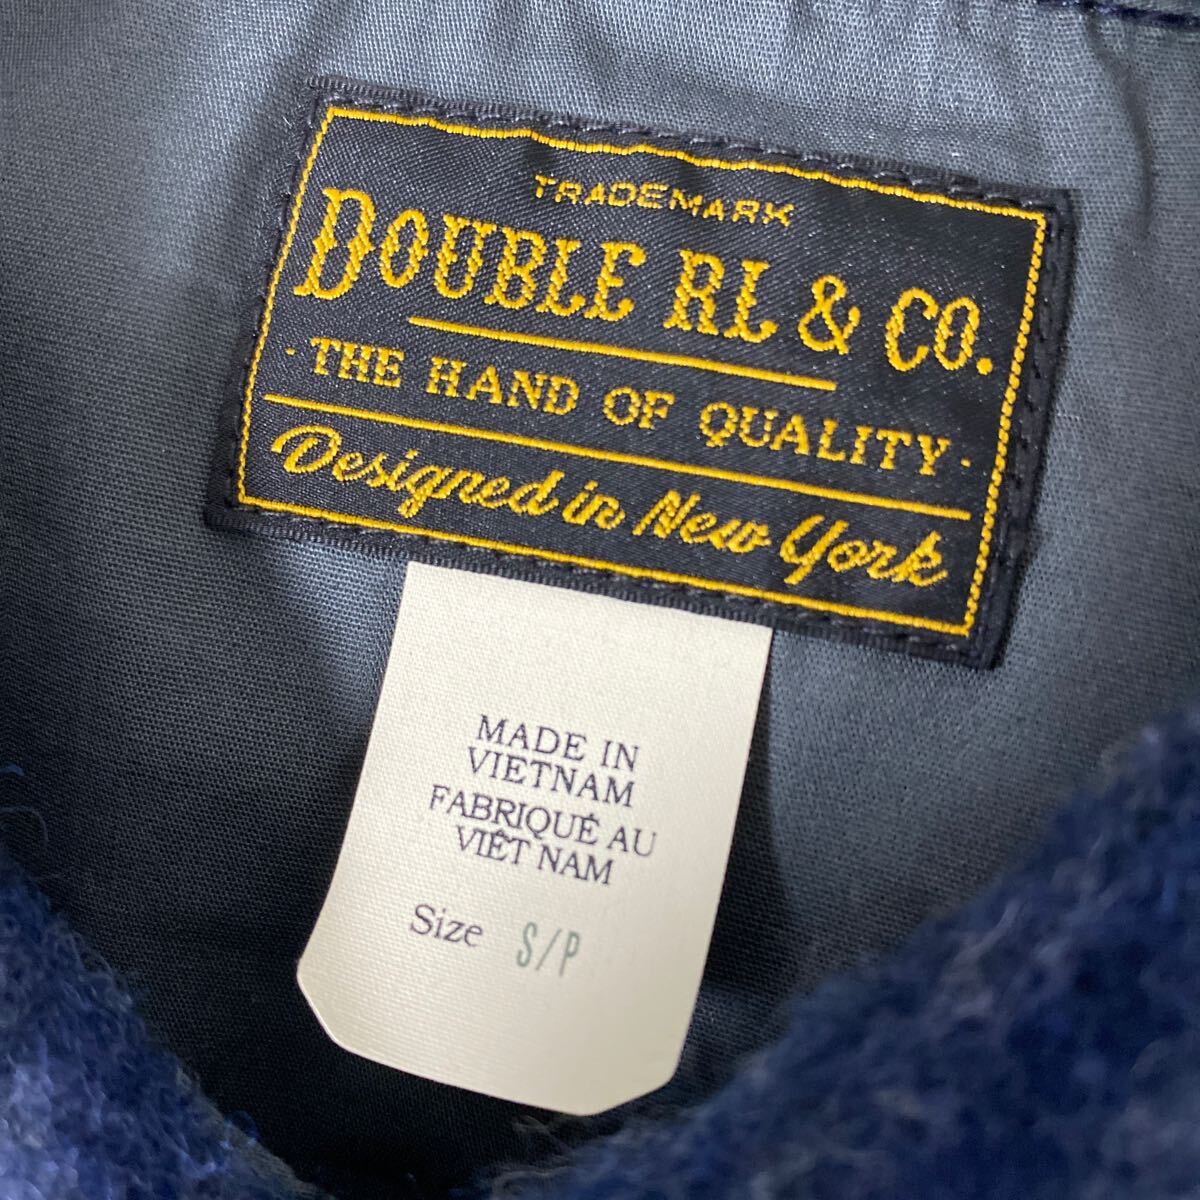 TRADEMARK
DOUBLE RL & CO.
· THE HAND OF QUALITY ·
Designed in New York
MADE IN
VIETNAM
FABRIQUÉ AU
VIÊT NAM
Size S/P